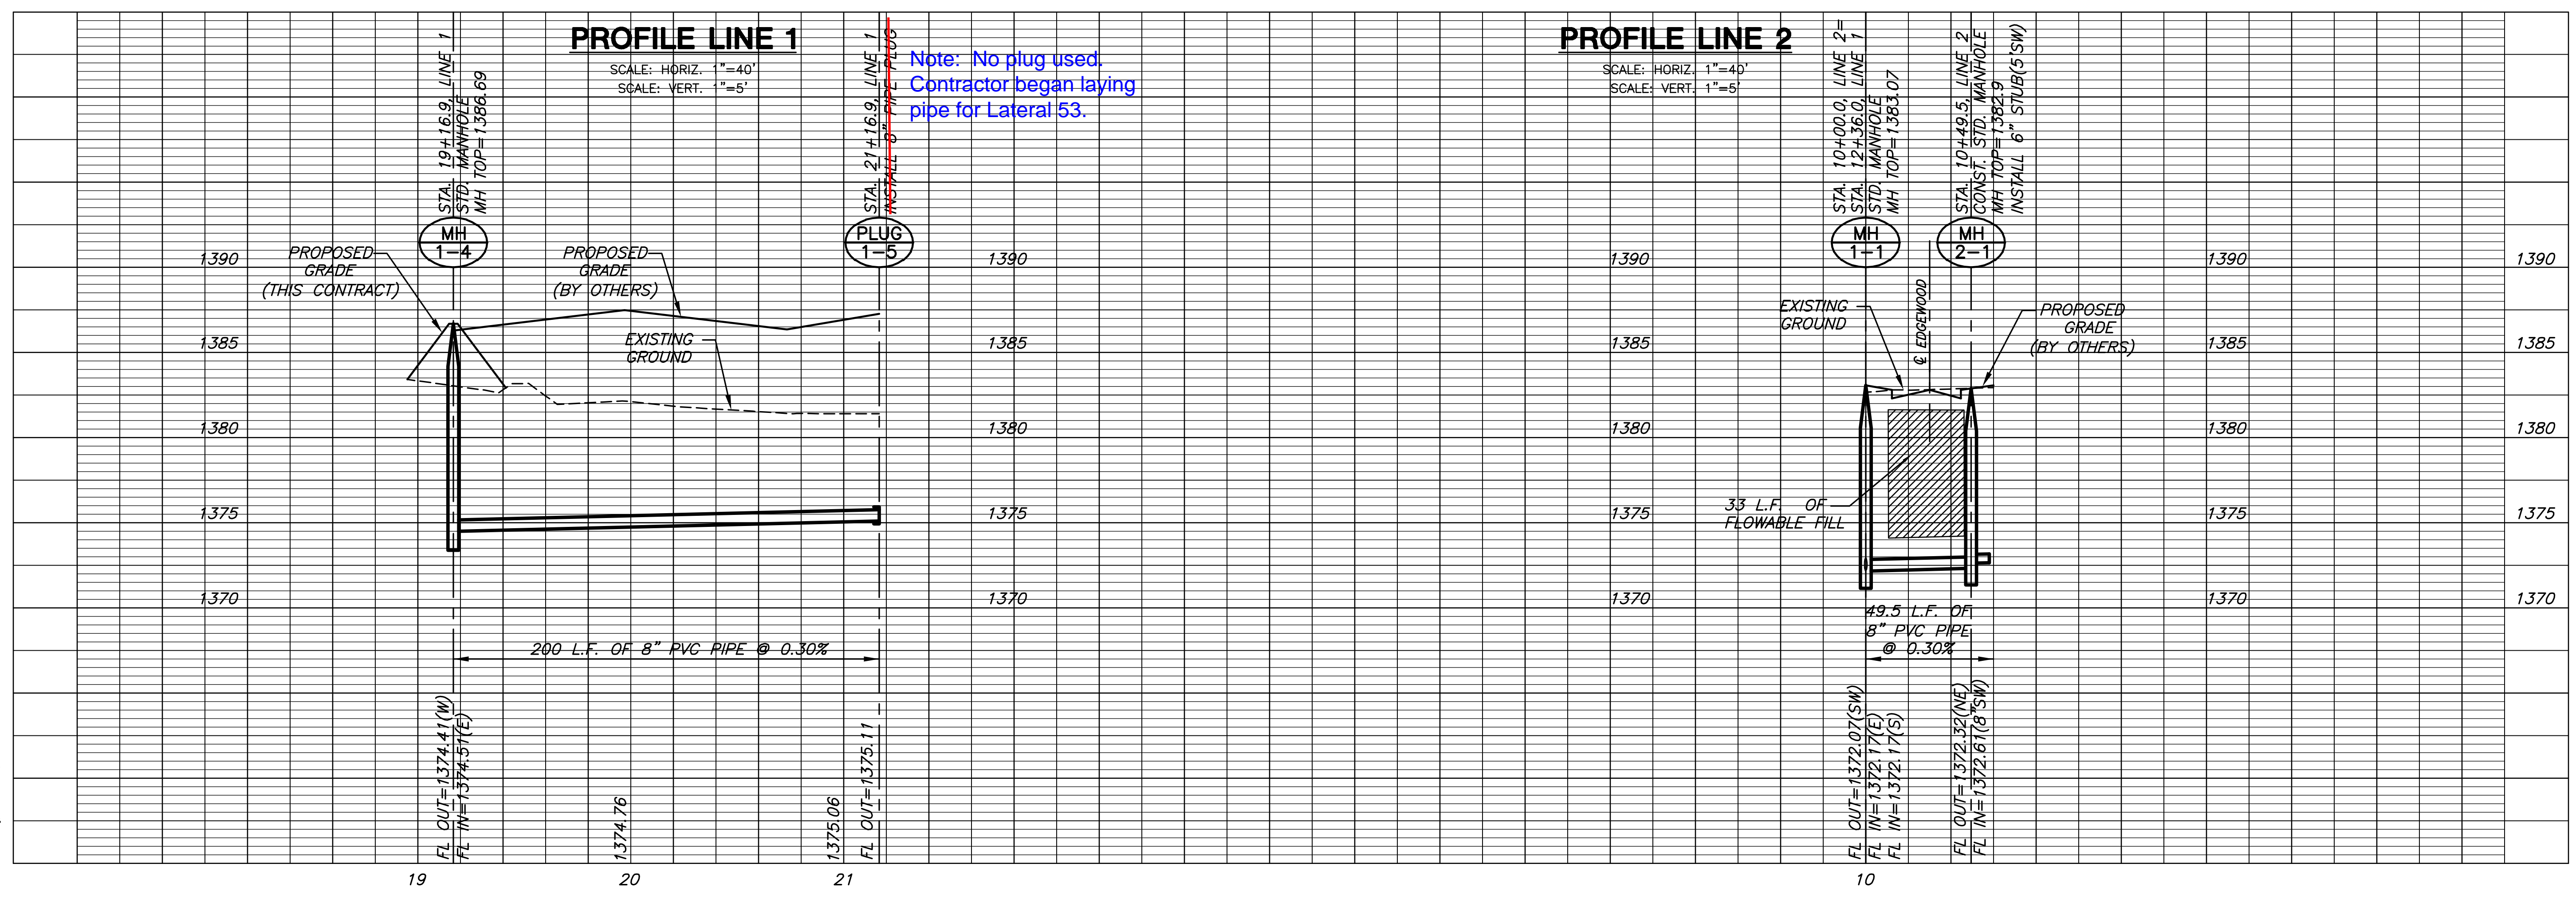 PROFILE LINE 1
SCALE: HORIZ. 1"=40'
SCALE: VERT. 1"=5'
STA. 19+16.9, LINE 1
STD. MANHOLE
MH TOP=1386.69
STA. 21+16.9, LINE 1
INSTALL 8" PIPE PLUG
Note: No plug used.
Contractor began laying
pipe for Lateral 53.
MH
1-4
PLUG
1-5
PROPOSED
GRADE
(THIS CONTRACT)
PROPOSED
GRADE
(BY OTHERS)
EXISTING
GROUND
1390
1385
1380
1375
1370
1390
1385
1380
1375
1370
200 L.F. OF 8" PVC PIPE @ 0.30%
FL OUT=1374.41(W)
FL IN=1374.51(E)
1374.76
1375.06
FL OUT=1375.11
19
20
21
PROFILE LINE 2
SCALE: HORIZ. 1"=40'
SCALE: VERT. 1"=5'
STA. 10+00.0, LINE 2=
STA. 12+36.0, LINE 1
STD. MANHOLE
MH TOP=1383.07
STA. 10+49.5, LINE 2
CONST. STD. MANHOLE
MH TOP=1382.9
INSTALL 6" STUB(5'SW)
MH
1-1
MH
2-1
EXISTING
GROUND
℄ EDGEWOOD
PROPOSED
GRADE
(BY OTHERS)
33 L.F. OF
FLOWABLE FILL
1390
1385
1380
1375
1370
1390
1385
1380
1375
1370
1390
1385
1380
1375
1370
49.5 L.F. OF
8" PVC PIPE
@ 0.30%
FL OUT=1372.07(SW)
FL IN=1372.17(E)
FL IN=1372.17(S)
FL OUT=1372.32(NE)
FL IN=1372.61(8"SW)
10